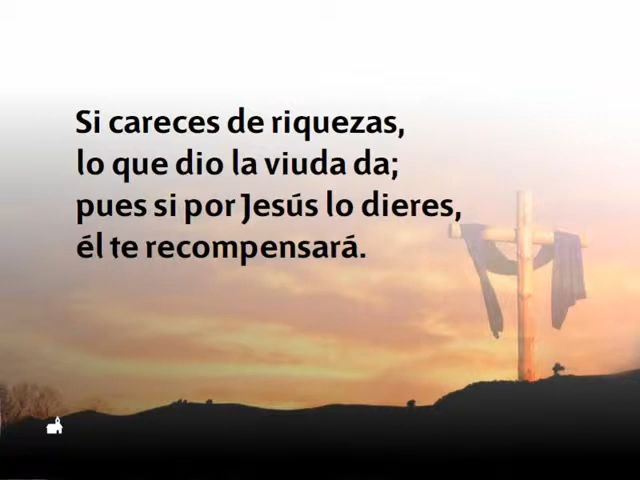 Si careces de riquezas,
lo que dio la viuda da;
pues si por Jesús lo dieres,
él te recompensará.